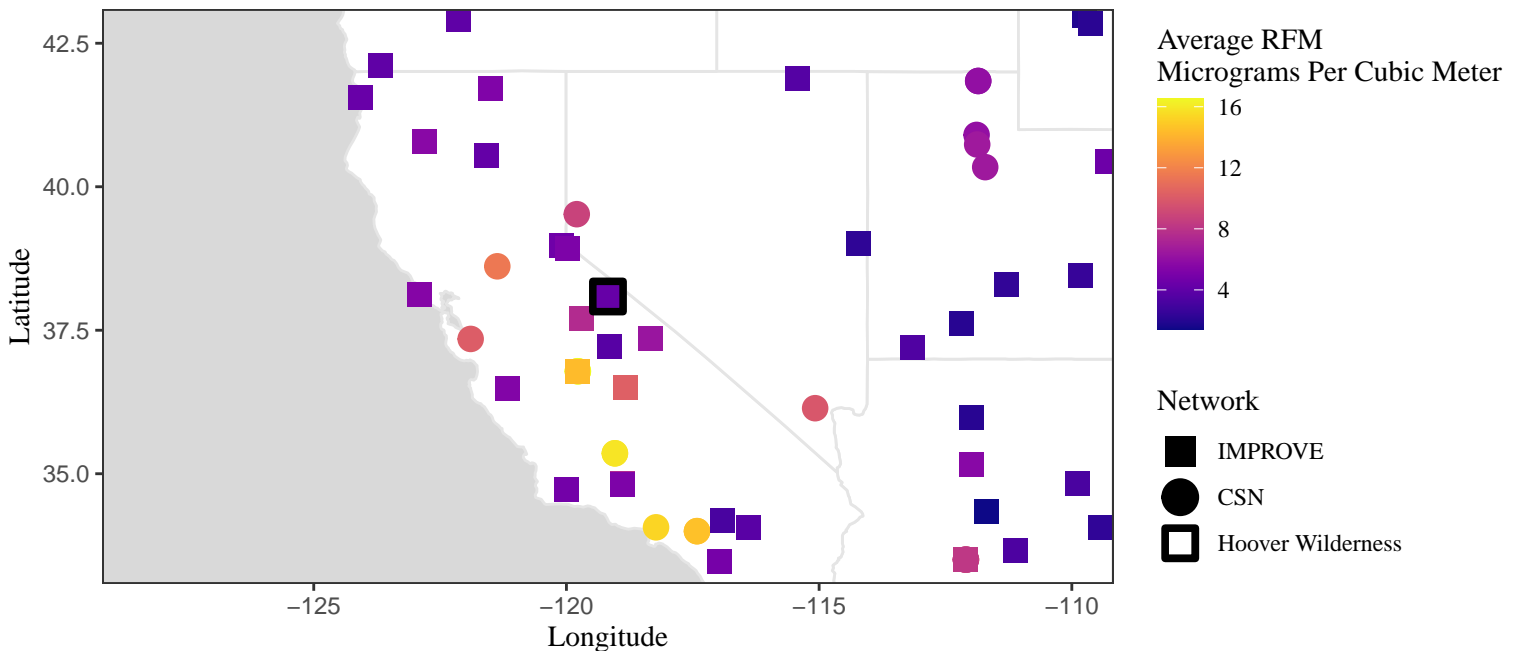 42.5
40.0
37.5
35.0
Latitude
−125
−120
−115
−110
Longitude
Average RFM
Micrograms Per Cubic Meter
16
12
8
4
Network
IMPROVE
CSN
Hoover Wilderness